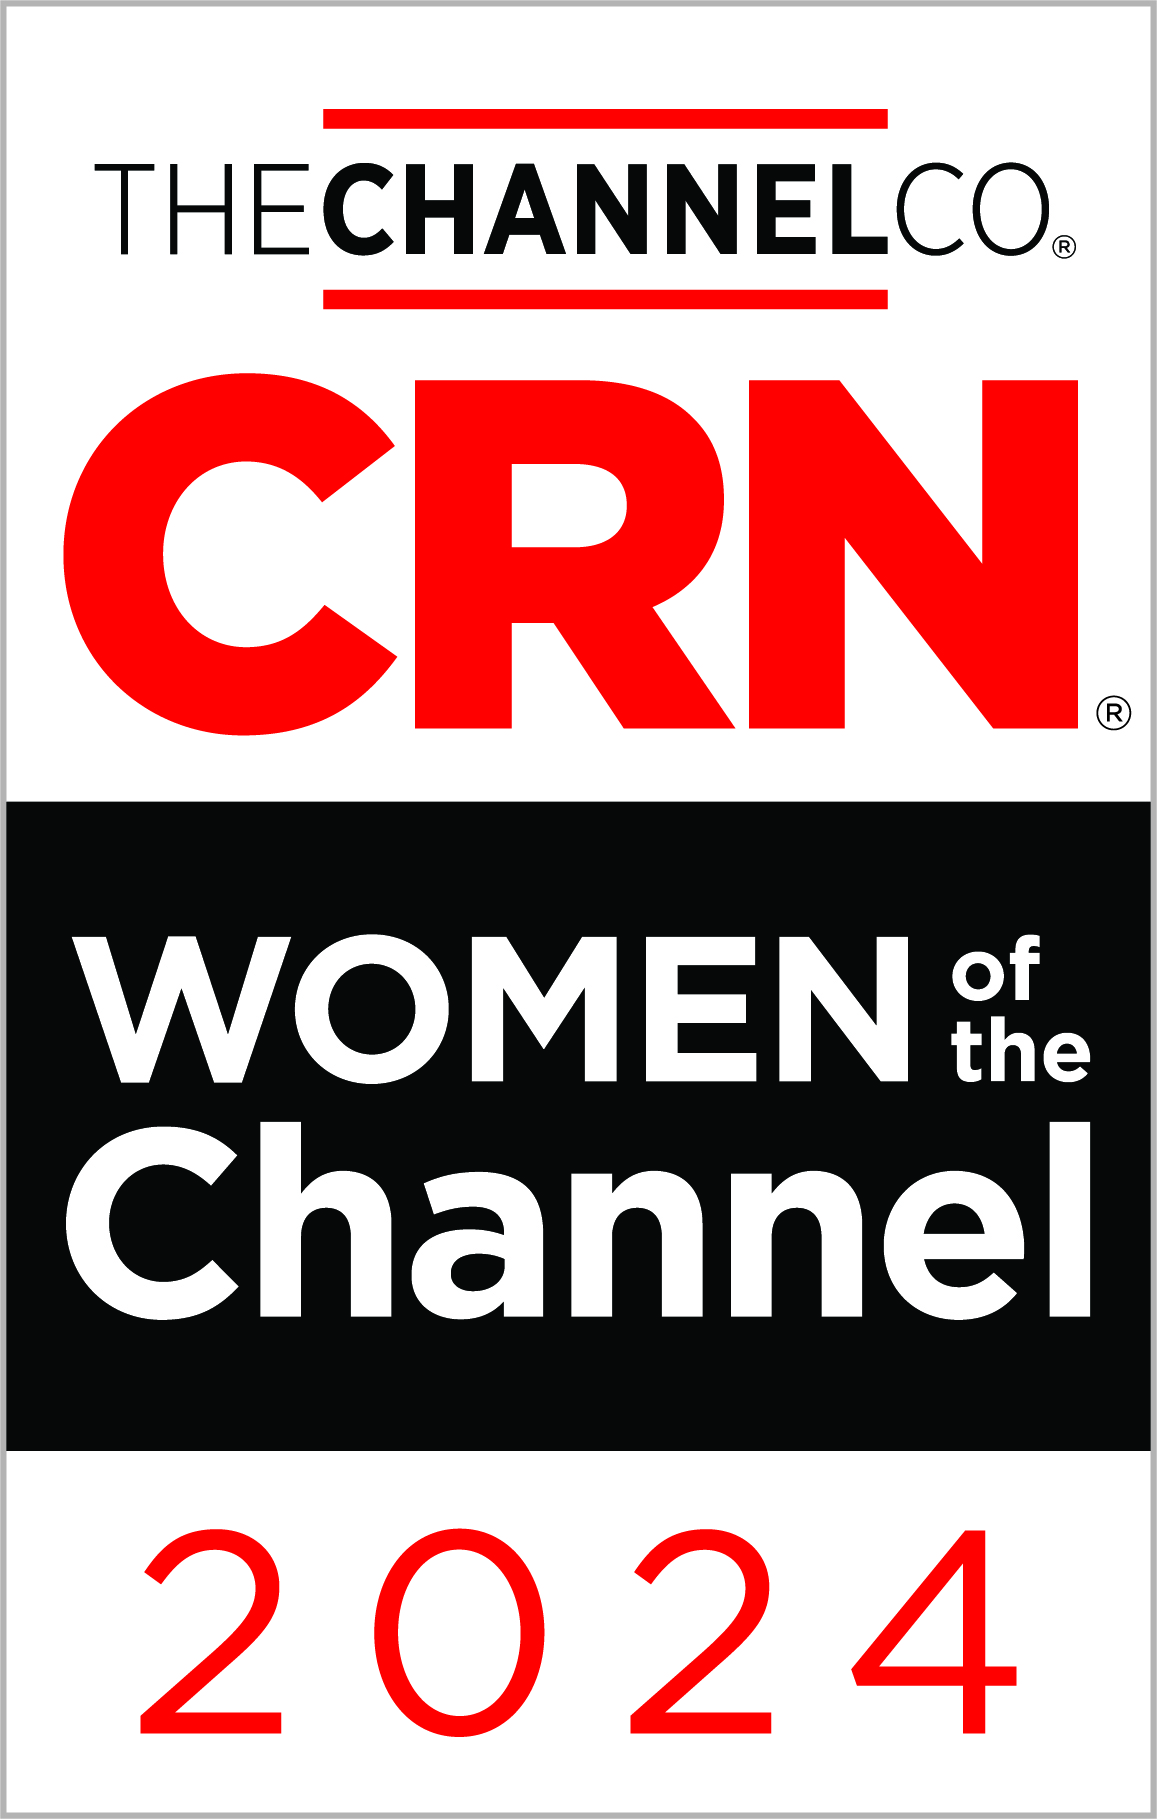 THECHANNELCO®
CRN®
WOMEN of the
Channel
2024